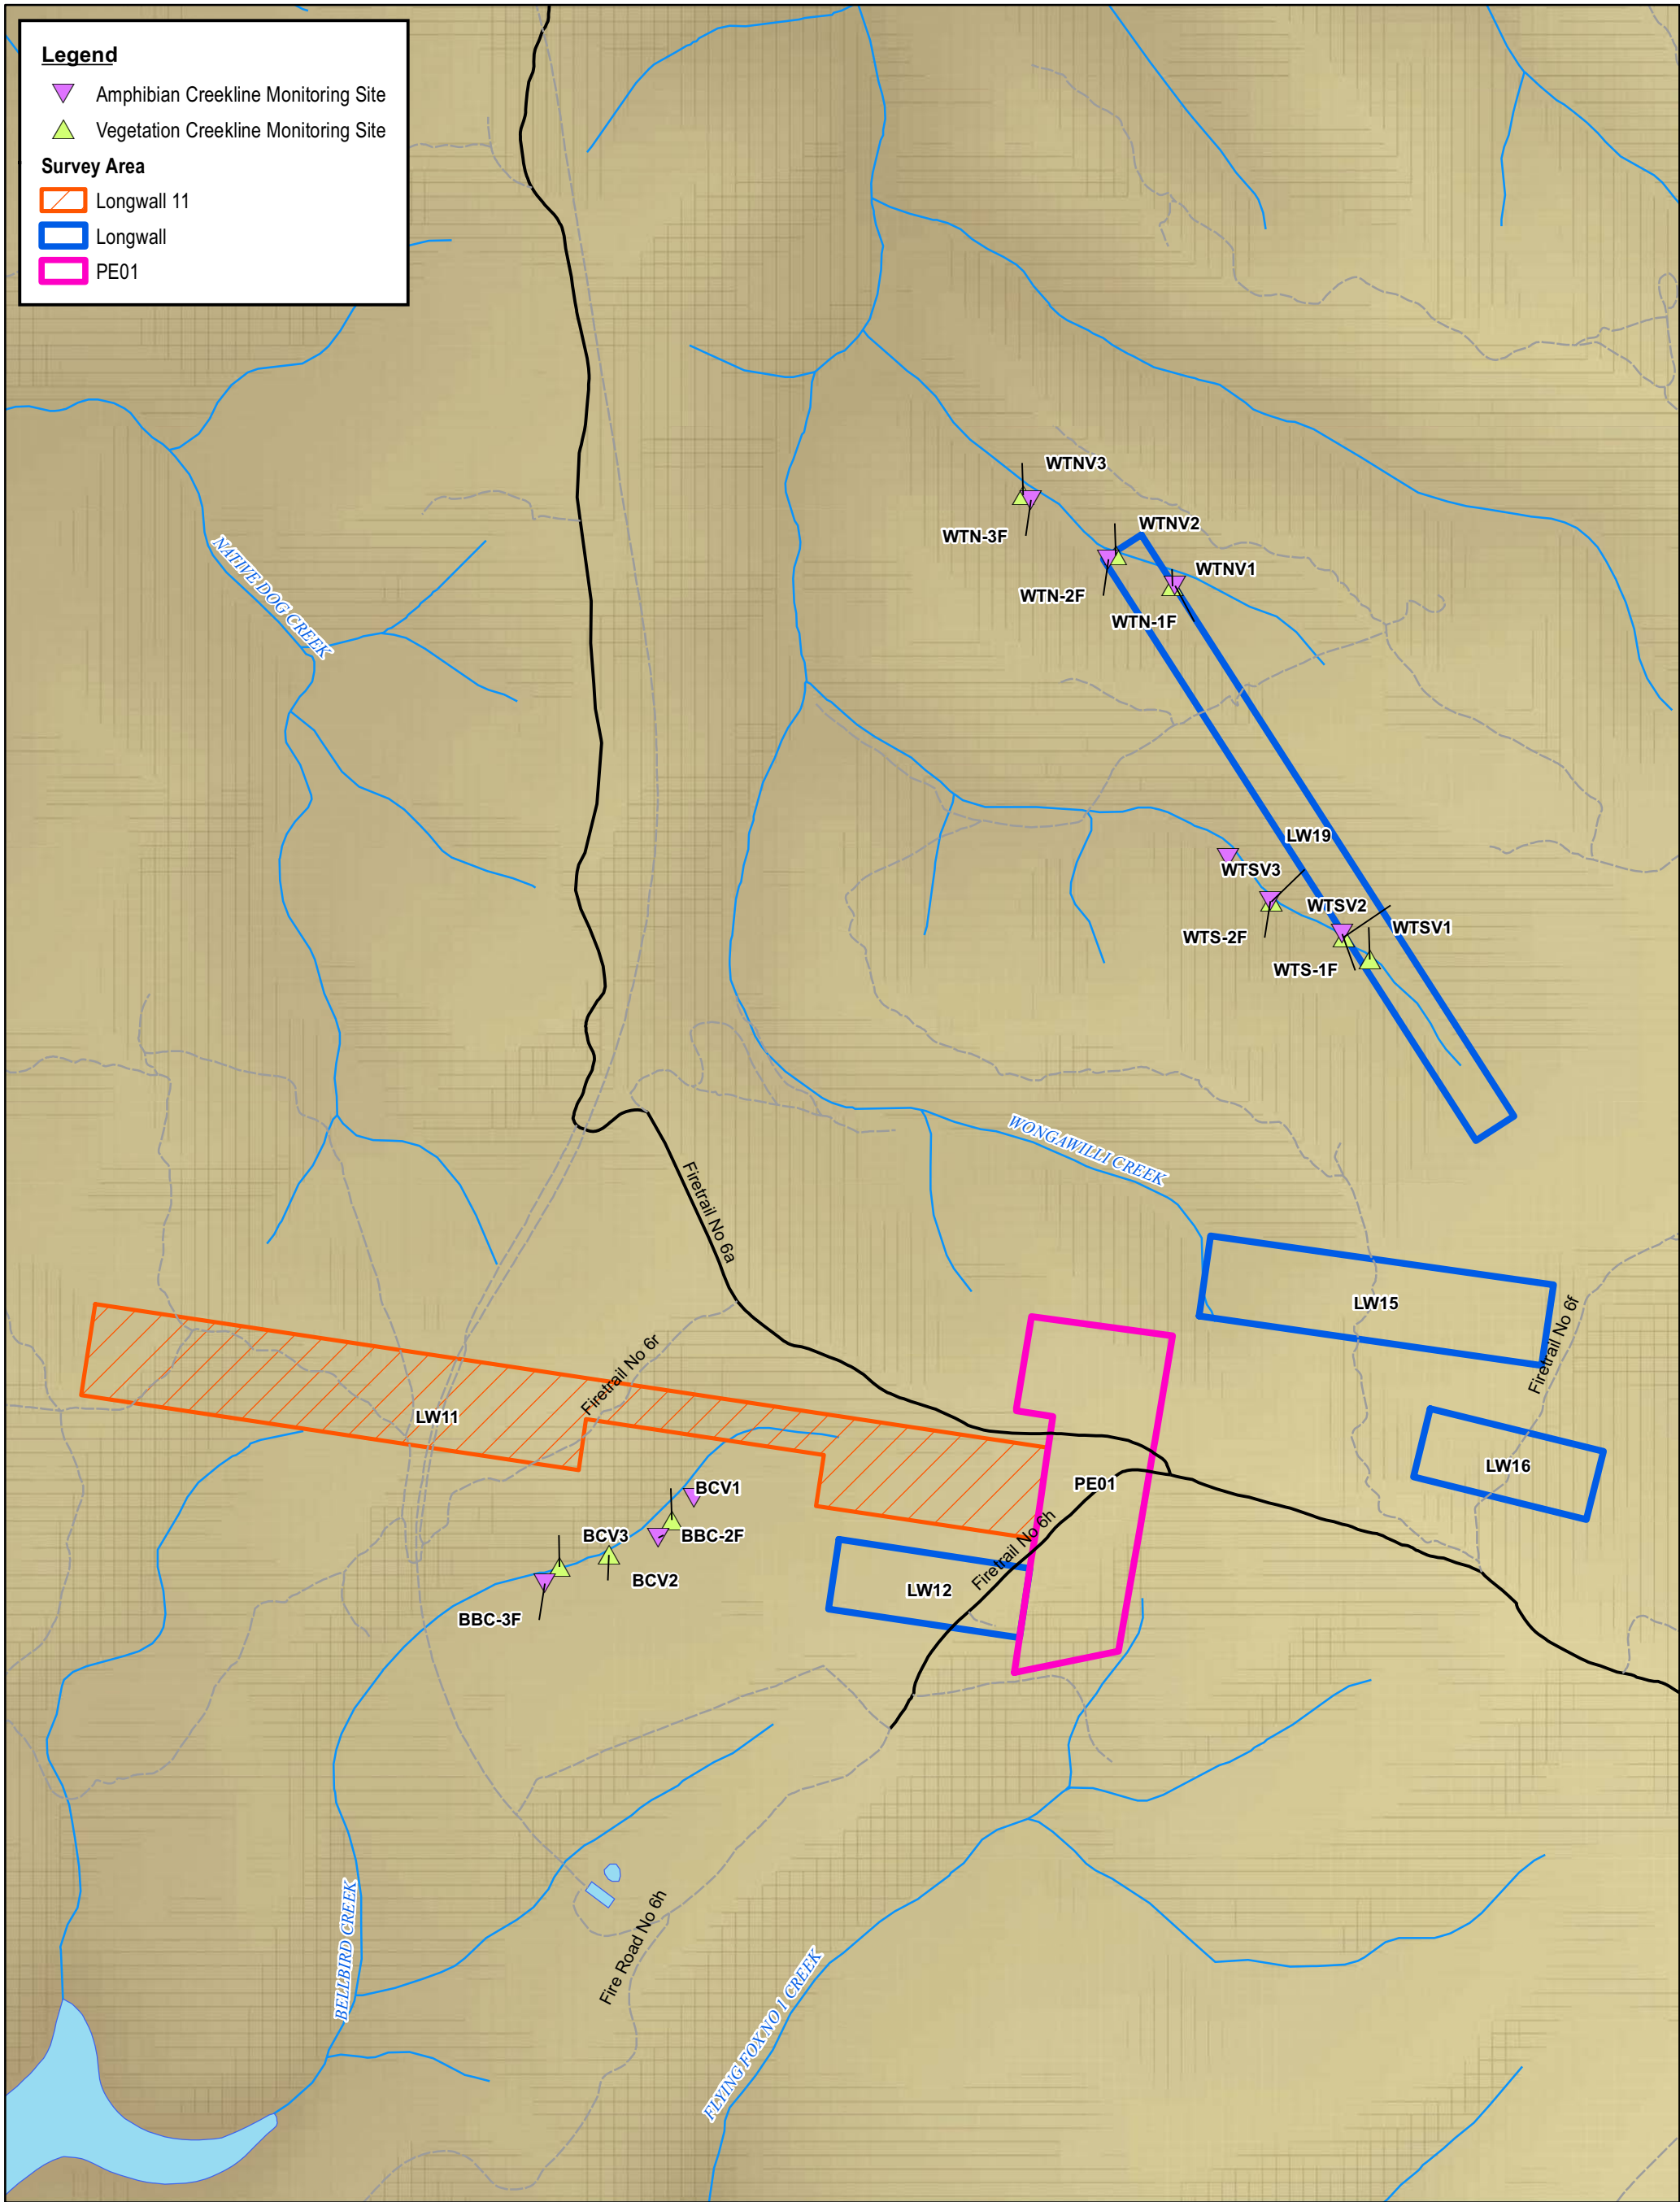 Legend
Amphibian Creekline Monitoring Site
Vegetation Creekline Monitoring Site
Survey Area
Longwall 11
Longwall
PE01
WTNV3
WTN-3F
WTNV2
WTNV1
WTN-2F
WTN-1F
NATIVE DOG CREEK
LW19
WTSV3
WTSV2
WTSV1
WTS-2F
WTS-1F
WONGAWILLI CREEK
Firetrail No 6a
LW15
Firetrail No 6f
Firetrail No 6r
LW11
LW16
PE01
BCV1
BCV3
BBC-2F
Firetrail No 6h
BCV2
LW12
BBC-3F
BELLBIRD CREEK
Fire Road No 6h
FLYING FOX NO 1 CREEK